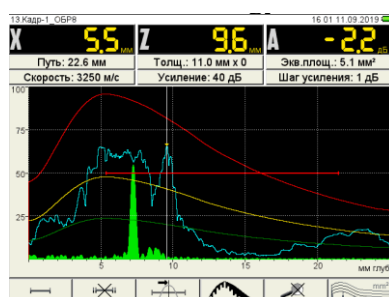 13.Кадр-1_ОБР8 16 01 11.09.2019
X 5,5 мм Z 9,6 мм A -2,2 дБ
Путь: 22.6 мм Толщ.: 11.0 мм x 0 Экв.площ.: 5.1 мм²
Скорость: 3250 м/с Усиление: 40 дБ Шаг усиления: 1 дБ
100
75
50
25
5 10 15 20 мм глуб
mm²